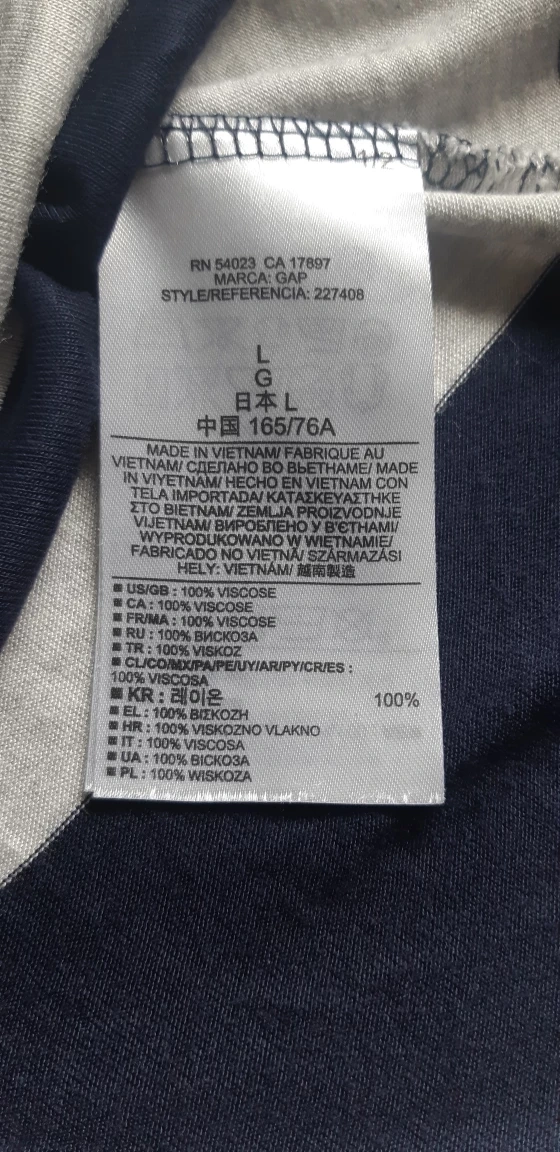 1/2
RN 54023 CA 17897
MARCA: GAP
STYLE/REFERENCIA: 227408
L
G
日本 L
中国 165/76A
MADE IN VIETNAM/ FABRIQUE AU
VIETNAM/ СДЕЛАНО ВО ВЬЕТНАМЕ/ MADE
IN VIYETNAM/ HECHO EN VIETNAM CON
TELA IMPORTADA/ ΚΑΤΑΣΚΕΥΑΣΤΗΚΕ
ΣΤΟ ΒΙΕΤΝΑΜ/ ZEMLJA PROIZVODNJE
VIJETNAM/ ВИРОБЛЕНО У В'ЄТНАМІ/
WYPRODUKOWANO W WIETNAMIE/
FABRICADO NO VIETNÃ/ SZÁRMAZÁSI
HELY: VIETNÁM/ 越南製造
■ US/GB : 100% VISCOSE
■ CA : 100% VISCOSE
■ FR/MA : 100% VISCOSE
■ RU : 100% ВИСКОЗА
■ TR : 100% VISKOZ
■ CL/CO/MX/PA/PE/UY/AR/PY/CR/ES :
100% VISCOSA
■ KR : 레이온 100%
■ EL : 100% ΒΙΣΚΟΖΗ
■ HR : 100% VISKOZNO VLAKNO
■ IT : 100% VISCOSA
■ UA : 100% ВІСКОЗА
■ PL : 100% WISKOZA